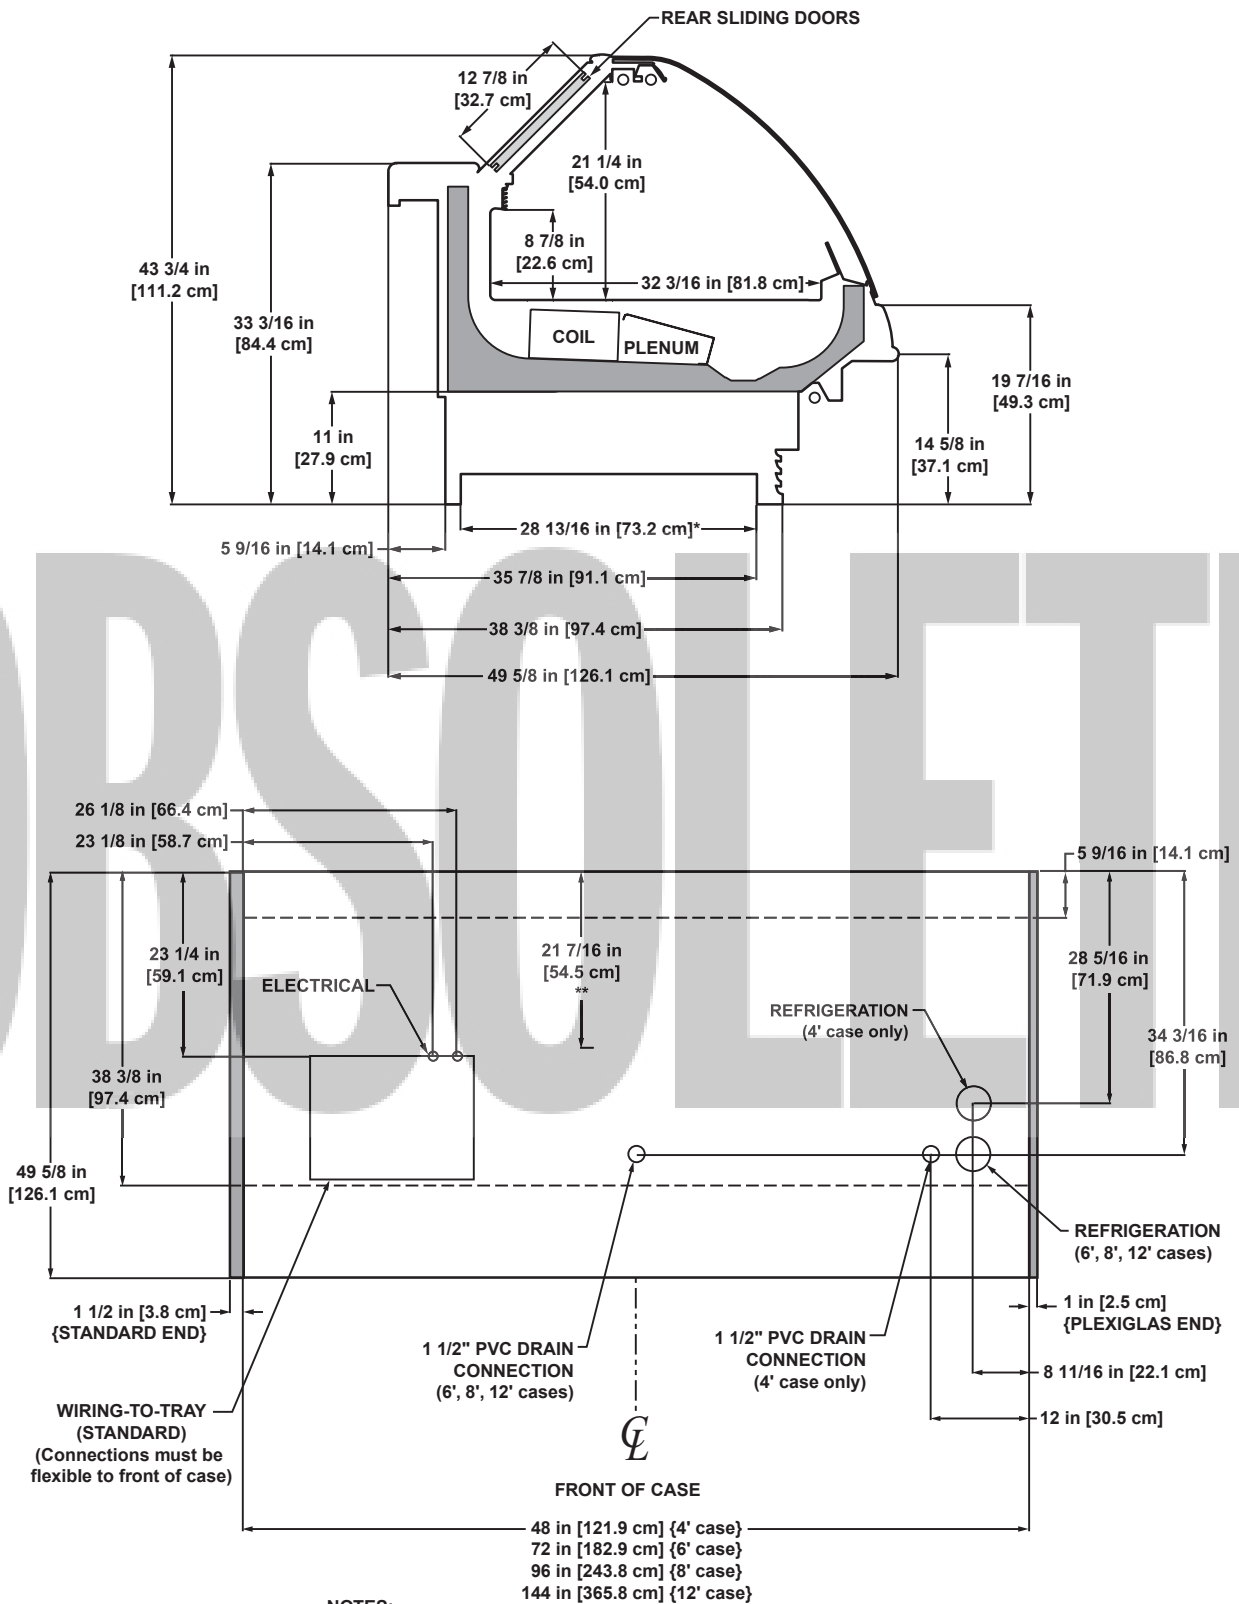 REAR SLIDING DOORS
12 7/8 in
[32.7 cm]
21 1/4 in
[54.0 cm]
8 7/8 in
[22.6 cm]
43 3/4 in
[111.2 cm]
32 3/16 in [81.8 cm]
33 3/16 in
[84.4 cm]
COIL
PLENUM
19 7/16 in
[49.3 cm]
11 in
[27.9 cm]
14 5/8 in
[37.1 cm]
28 13/16 in [73.2 cm]*
5 9/16 in [14.1 cm]
35 7/8 in [91.1 cm]
38 3/8 in [97.4 cm]
49 5/8 in [126.1 cm]
OBSOLETE
26 1/8 in [66.4 cm]
23 1/8 in [58.7 cm]
5 9/16 in [14.1 cm]
23 1/4 in
[59.1 cm]
21 7/16 in
[54.5 cm]
**
28 5/16 in
[71.9 cm]
ELECTRICAL
REFRIGERATION
(4' case only)
34 3/16 in
[86.8 cm]
38 3/8 in
[97.4 cm]
49 5/8 in
[126.1 cm]
REFRIGERATION
(6', 8', 12' cases)
1 1/2 in [3.8 cm]
{STANDARD END}
1 in [2.5 cm]
{PLEXIGLAS END}
1 1/2" PVC DRAIN
CONNECTION
(6', 8', 12' cases)
1 1/2" PVC DRAIN
CONNECTION
(4' case only)
8 11/16 in [22.1 cm]
12 in [30.5 cm]
WIRING-TO-TRAY
(STANDARD)
(Connections must be
flexible to front of case)
CL
FRONT OF CASE
48 in [121.9 cm] {4' case}
72 in [182.9 cm] {6' case}
96 in [243.8 cm] {8' case}
144 in [365.8 cm] {12' case}
NOTES: